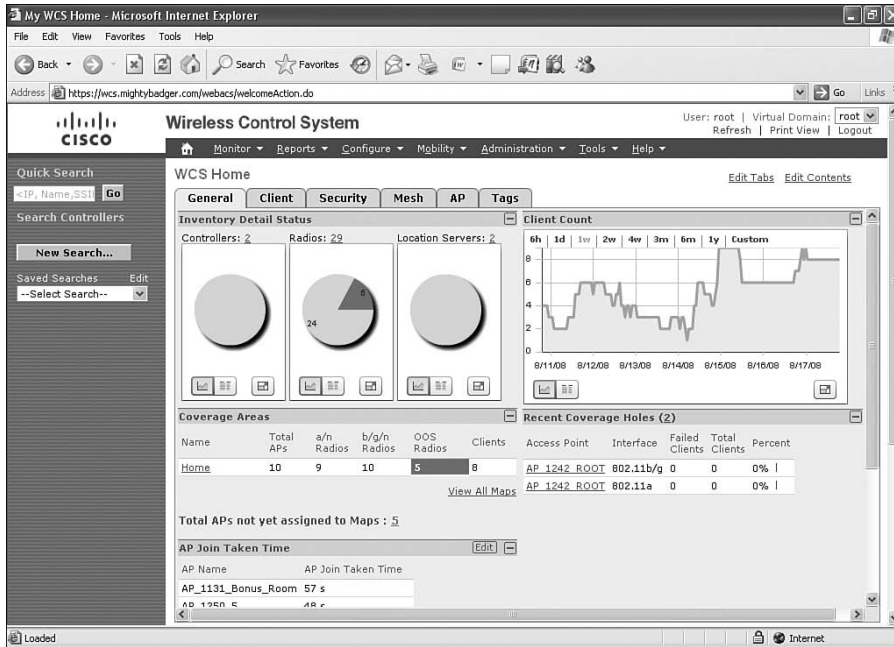 My WCS Home - Microsoft Internet Explorer
File Edit View Favorites Tools Help
Back Search Favorites
Address https://wcs.mightybadger.com/webacs/welcomeAction.do Go Links
CISCO
Wireless Control System
User: root | Virtual Domain: root
Refresh | Print View | Logout
Monitor Reports Configure Mobility Administration Tools Help
Quick Search
<IP, Name,SSI Go
Search Controllers
New Search...
Saved Searches Edit
--Select Search--
WCS Home
Edit Tabs Edit Contents
General Client Security Mesh AP Tags
Inventory Detail Status
Controllers: 2 Radios: 29 Location Servers: 2
24
Client Count
6h | 1d | 1w | 2w | 4w | 3m | 6m | 1y | Custom
8
6
4
2
0
8/11/08 8/12/08 8/13/08 8/14/08 8/15/08 8/16/08 8/17/08
Coverage Areas
Name Total APs a/n Radios b/g/n Radios OOS Radios Clients
Home 10 9 10 5 8
View All Maps
Total APs not yet assigned to Maps : 5
Recent Coverage Holes (2)
Access Point Interface Failed Clients Total Clients Percent
AP_1242_ROOT 802.11b/g 0 0 0%
AP_1242_ROOT 802.11a 0 0 0%
AP Join Taken Time Edit
AP Name AP Join Taken Time
AP_1131_Bonus_Room 57 s
AP_1250_5 48 s
Loaded Internet